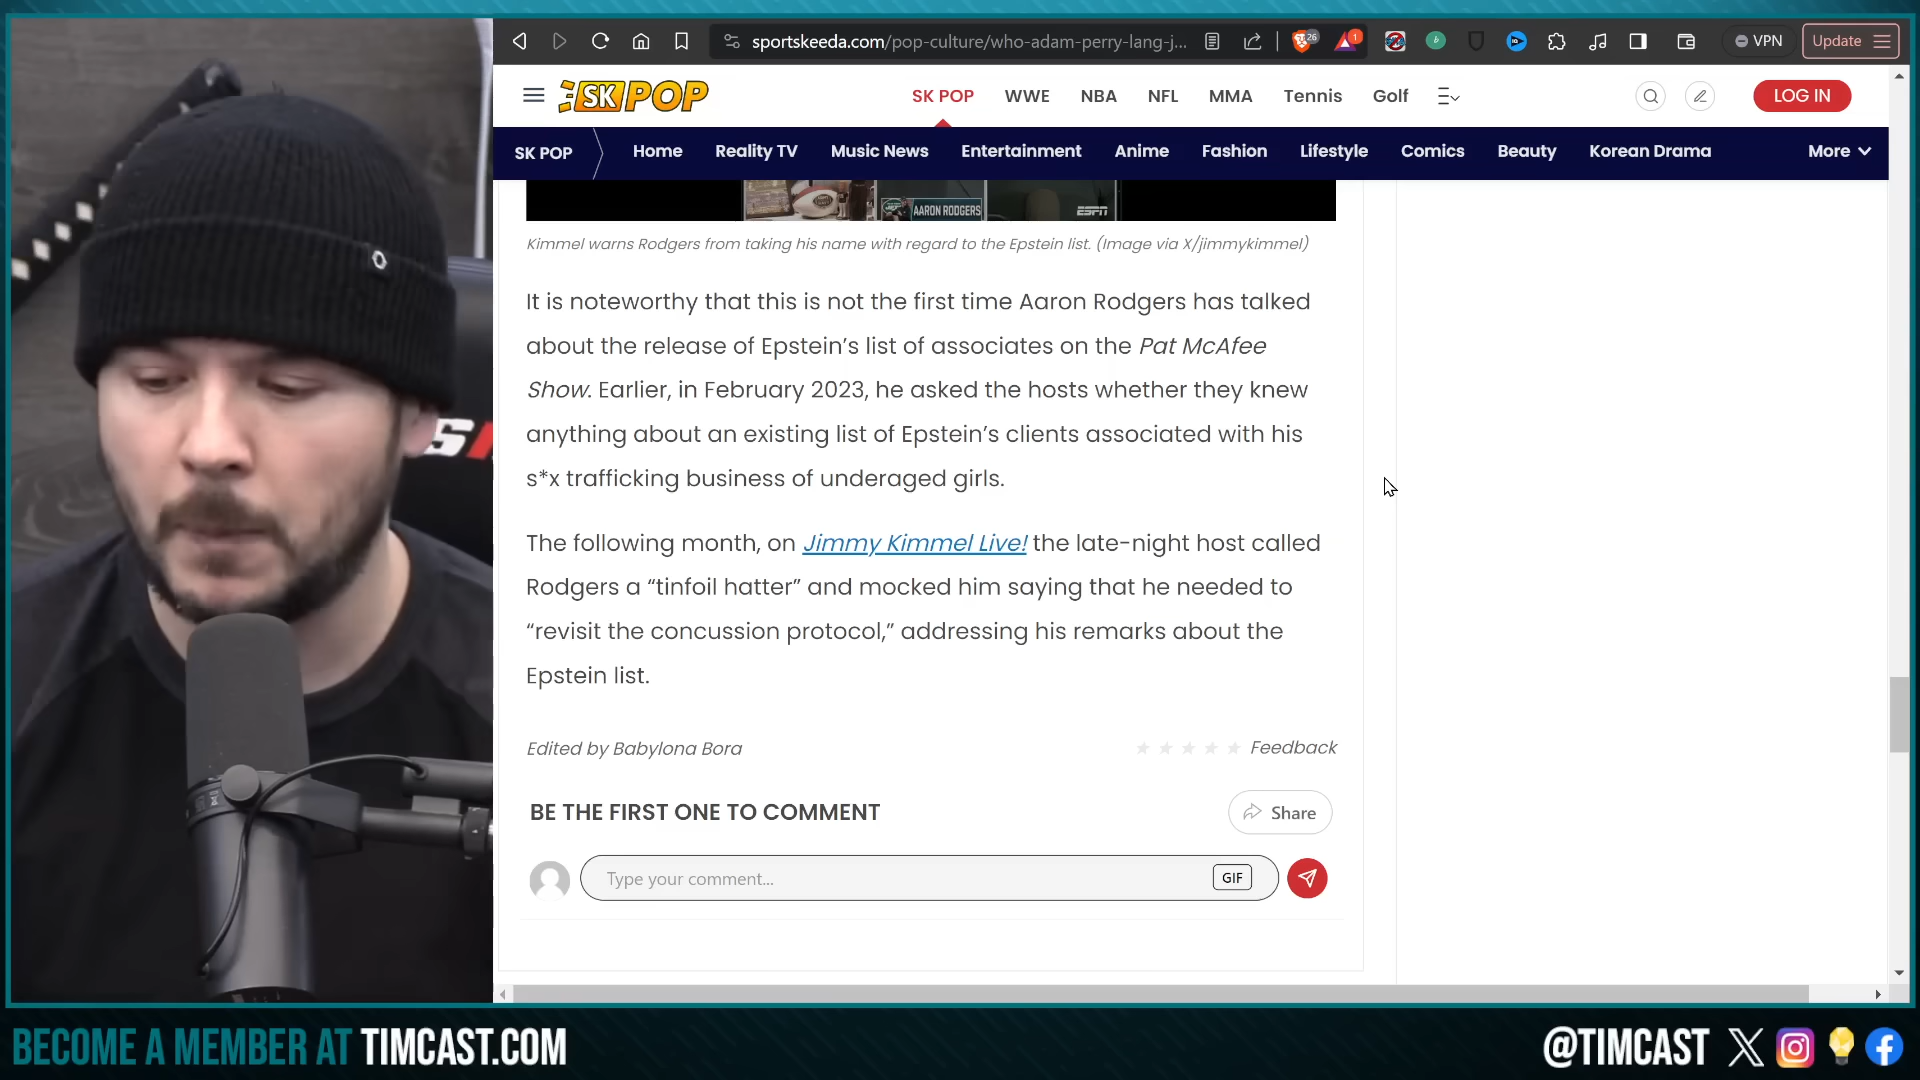 sportskeeda.com/pop-culture/who-adam-perry-lang-j...
26
1
VPN
Update
SK POP
SK POP
WWE
NBA
NFL
MMA
Tennis
Golf
LOG IN
SK POP
Home
Reality TV
Music News
Entertainment
Anime
Fashion
Lifestyle
Comics
Beauty
Korean Drama
More
AARON RODGERS
ESPN
Kimmel warns Rodgers from taking his name with regard to the Epstein list. (Image via X/jimmykimmel)
It is noteworthy that this is not the first time Aaron Rodgers has talked
about the release of Epstein’s list of associates on the Pat McAfee
Show. Earlier, in February 2023, he asked the hosts whether they knew
anything about an existing list of Epstein’s clients associated with his
s*x trafficking business of underaged girls.
The following month, on Jimmy Kimmel Live! the late-night host called
Rodgers a “tinfoil hatter” and mocked him saying that he needed to
“revisit the concussion protocol,” addressing his remarks about the
Epstein list.
Edited by Babylona Bora
Feedback
BE THE FIRST ONE TO COMMENT
Share
Type your comment...
GIF
BECOME A MEMBER AT TIMCAST.COM
@TIMCAST